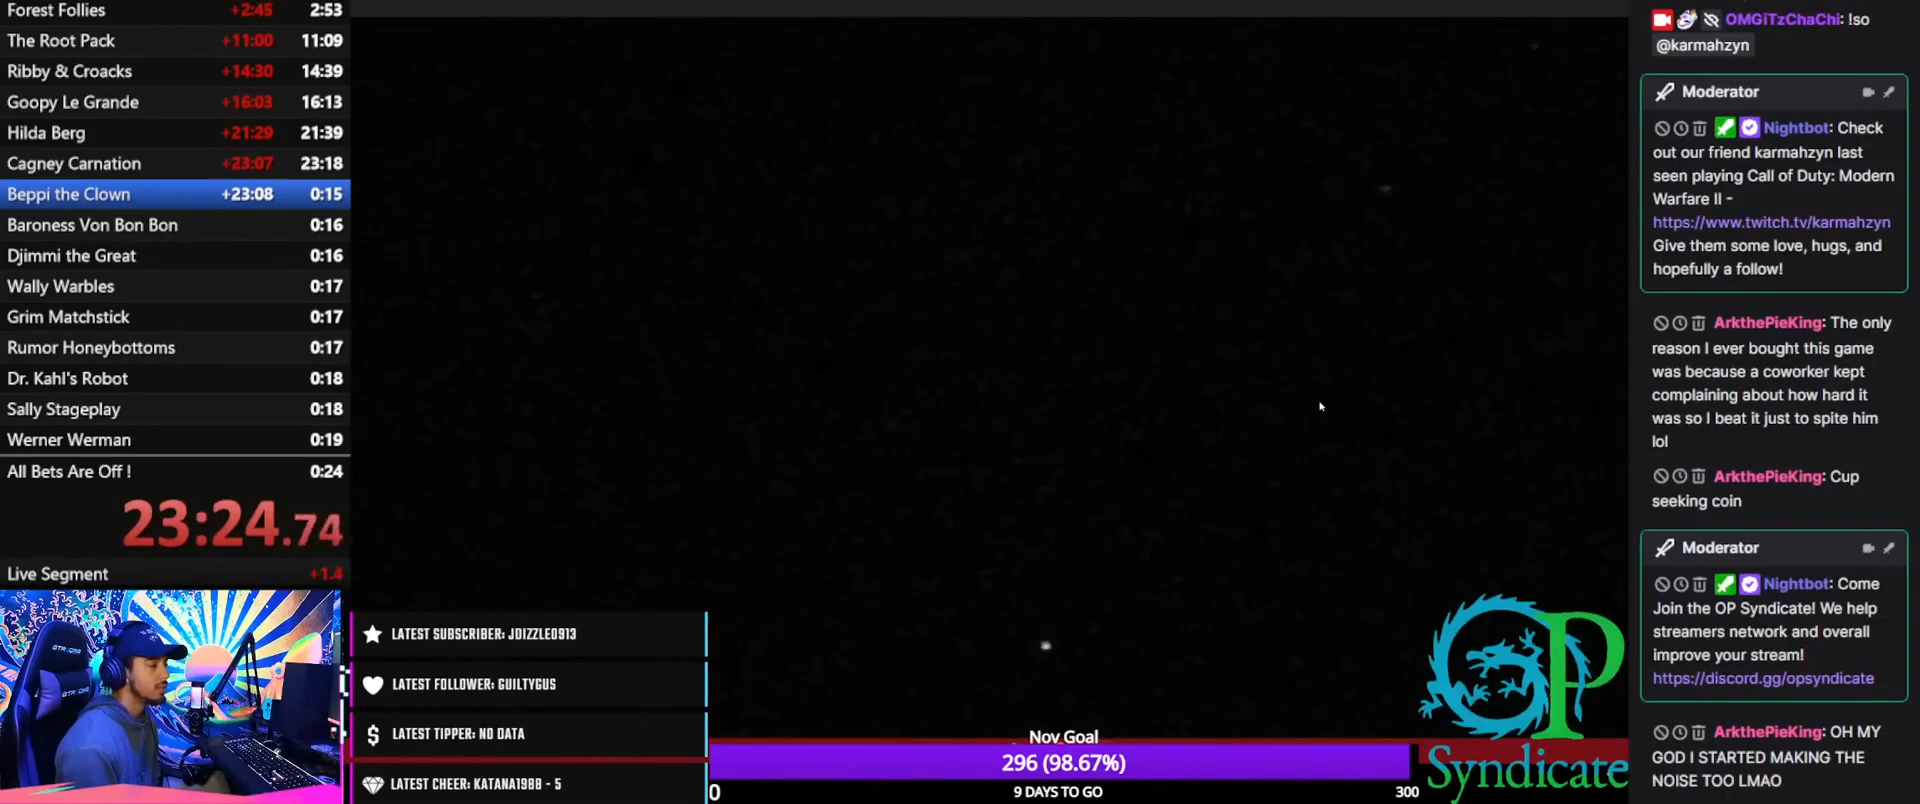 Forest Follies +2:45 2:53
The Root Pack +11:00 11:09
Ribby & Croacks +14:30 14:39
Goopy Le Grande +16:03 16:13
Hilda Berg +21:29 21:39
Cagney Carnation +23:07 23:18
Beppi the Clown +23:08 0:15
Baroness Von Bon Bon 0:16
Djimmi the Great 0:16
Wally Warbles 0:17
Grim Matchstick 0:17
Rumor Honeybottoms 0:17
Dr. Kahl's Robot 0:18
Sally Stageplay 0:18
Werner Werman 0:19
All Bets Are Off ! 0:24
23:24.74
Live Segment +1.4
GTRACING
GTR
LATEST SUBSCRIBER: JDIZZLE0913
LATEST FOLLOWER: GUILTYGUS
LATEST TIPPER: NO DATA
LATEST CHEER: KATANA1988 - 5
Nov Goal
296 (98.67%)
0 9 DAYS TO GO 300
OP
Syndicate
OMGiTzChaChi: !so
@karmahzyn
Moderator
Nightbot: Check
out our friend karmahzyn last
seen playing Call of Duty: Modern
Warfare II -
https://www.twitch.tv/karmahzyn
Give them some love, hugs, and
hopefully a follow!
ArkthePieKing: The only
reason I ever bought this game
was because a coworker kept
complaining about how hard it
was so I beat it just to spite him
lol
ArkthePieKing: Cup
seeking coin
Moderator
Nightbot: Come
Join the OP Syndicate! We help
streamers network and overall
improve your stream!
https://discord.gg/opsyndicate
ArkthePieKing: OH MY
GOD I STARTED MAKING THE
NOISE TOO LMAO